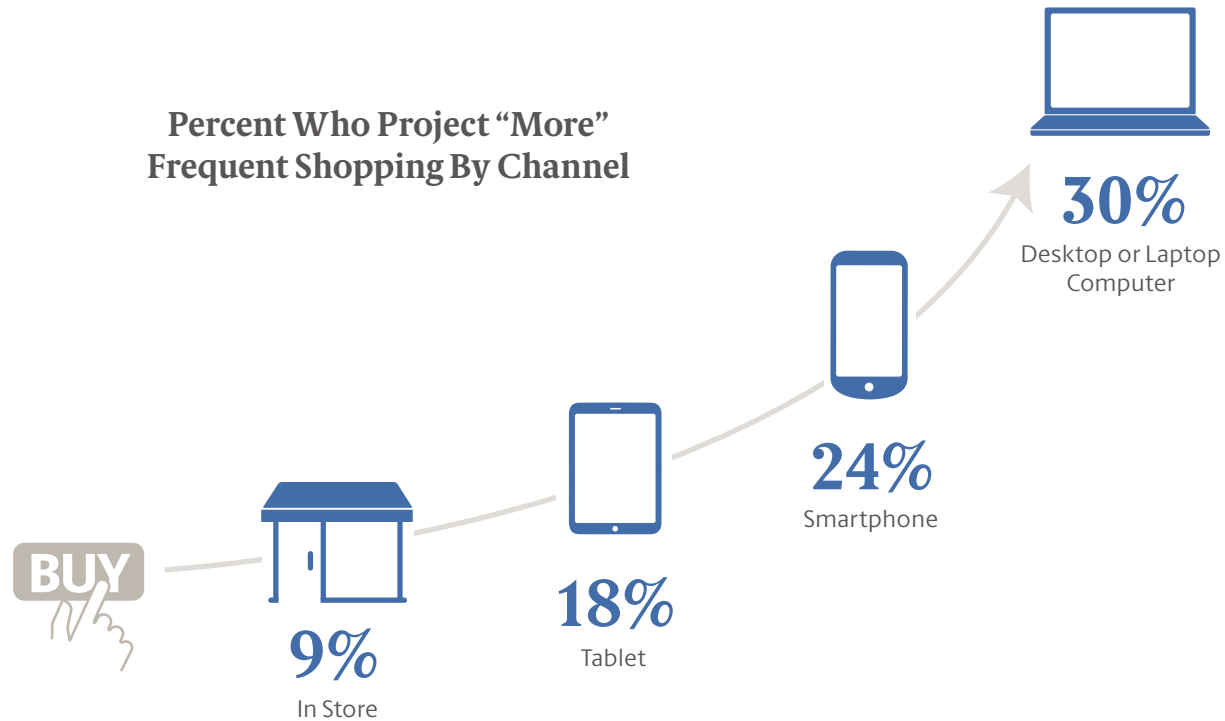 Percent Who Project “More”
Frequent Shopping By Channel
30%
Desktop or Laptop
Computer
24%
Smartphone
18%
Tablet
BUY
9%
In Store